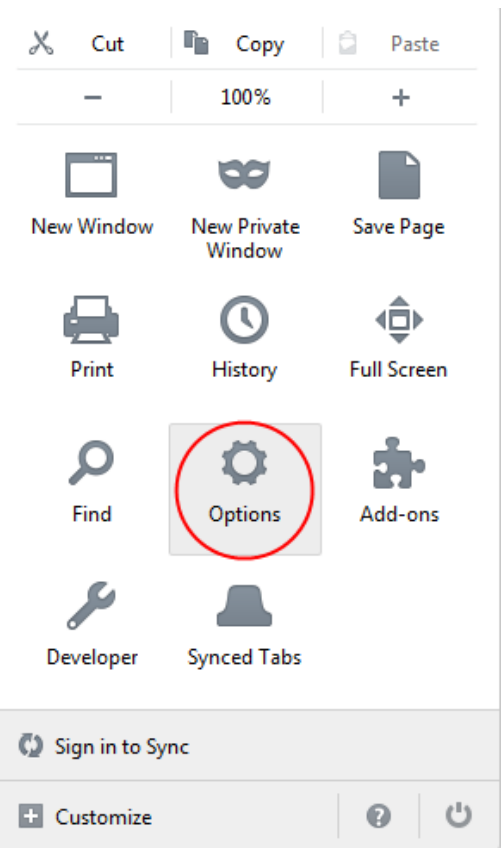 Cut Copy Paste
− 100% +
New Window New Private Window Save Page
Print History Full Screen
Find Options Add-ons
Developer Synced Tabs
Sign in to Sync
Customize ?